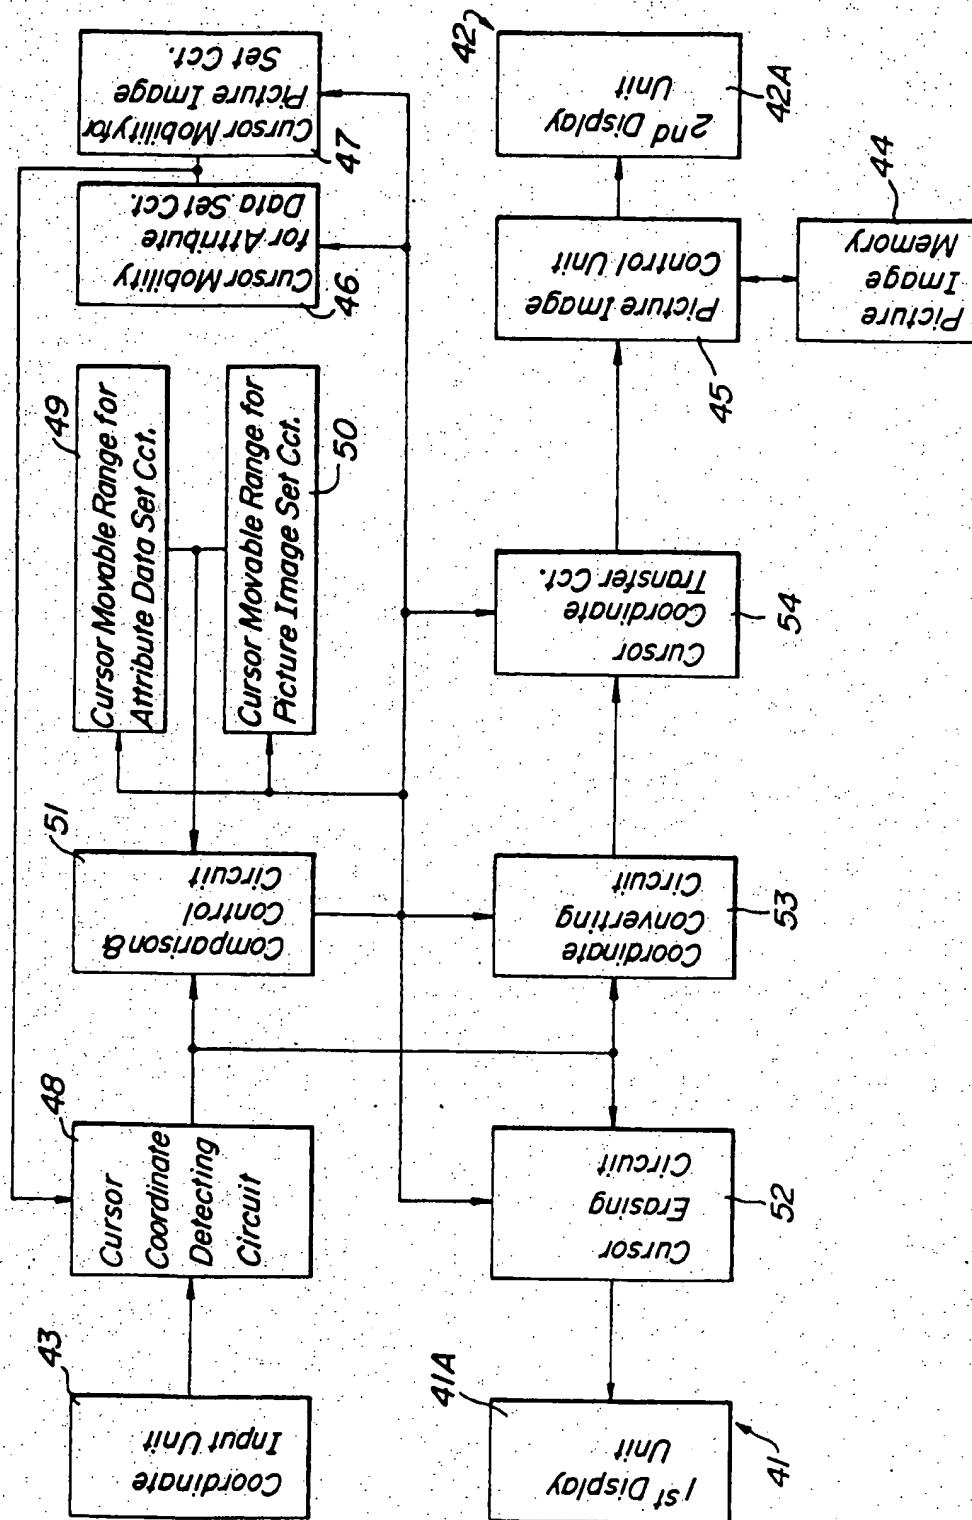 43
Coordinate
Input Unit
48
Cursor
Coordinate
Detecting
Circuit
51
Comparison &
Control
Circuit
49
Cursor Movable Range for
Attribute Data Set Cct.
Cursor Movable Range for
Picture Image Set Cct.
50
Cursor Mobility
for Attribute
Data Set Cct.
46
Cursor Mobility for
Picture Image
Set Cct.
47
41A
1st Display
Unit
41
Cursor
Erasing
Circuit
52
Coordinate
Converting
Circuit
53
Cursor
Coordinate
Transfer Cct.
54
Picture Image
Control Unit
45
42
2nd Display
Unit
42A
Picture
Image
Memory
44